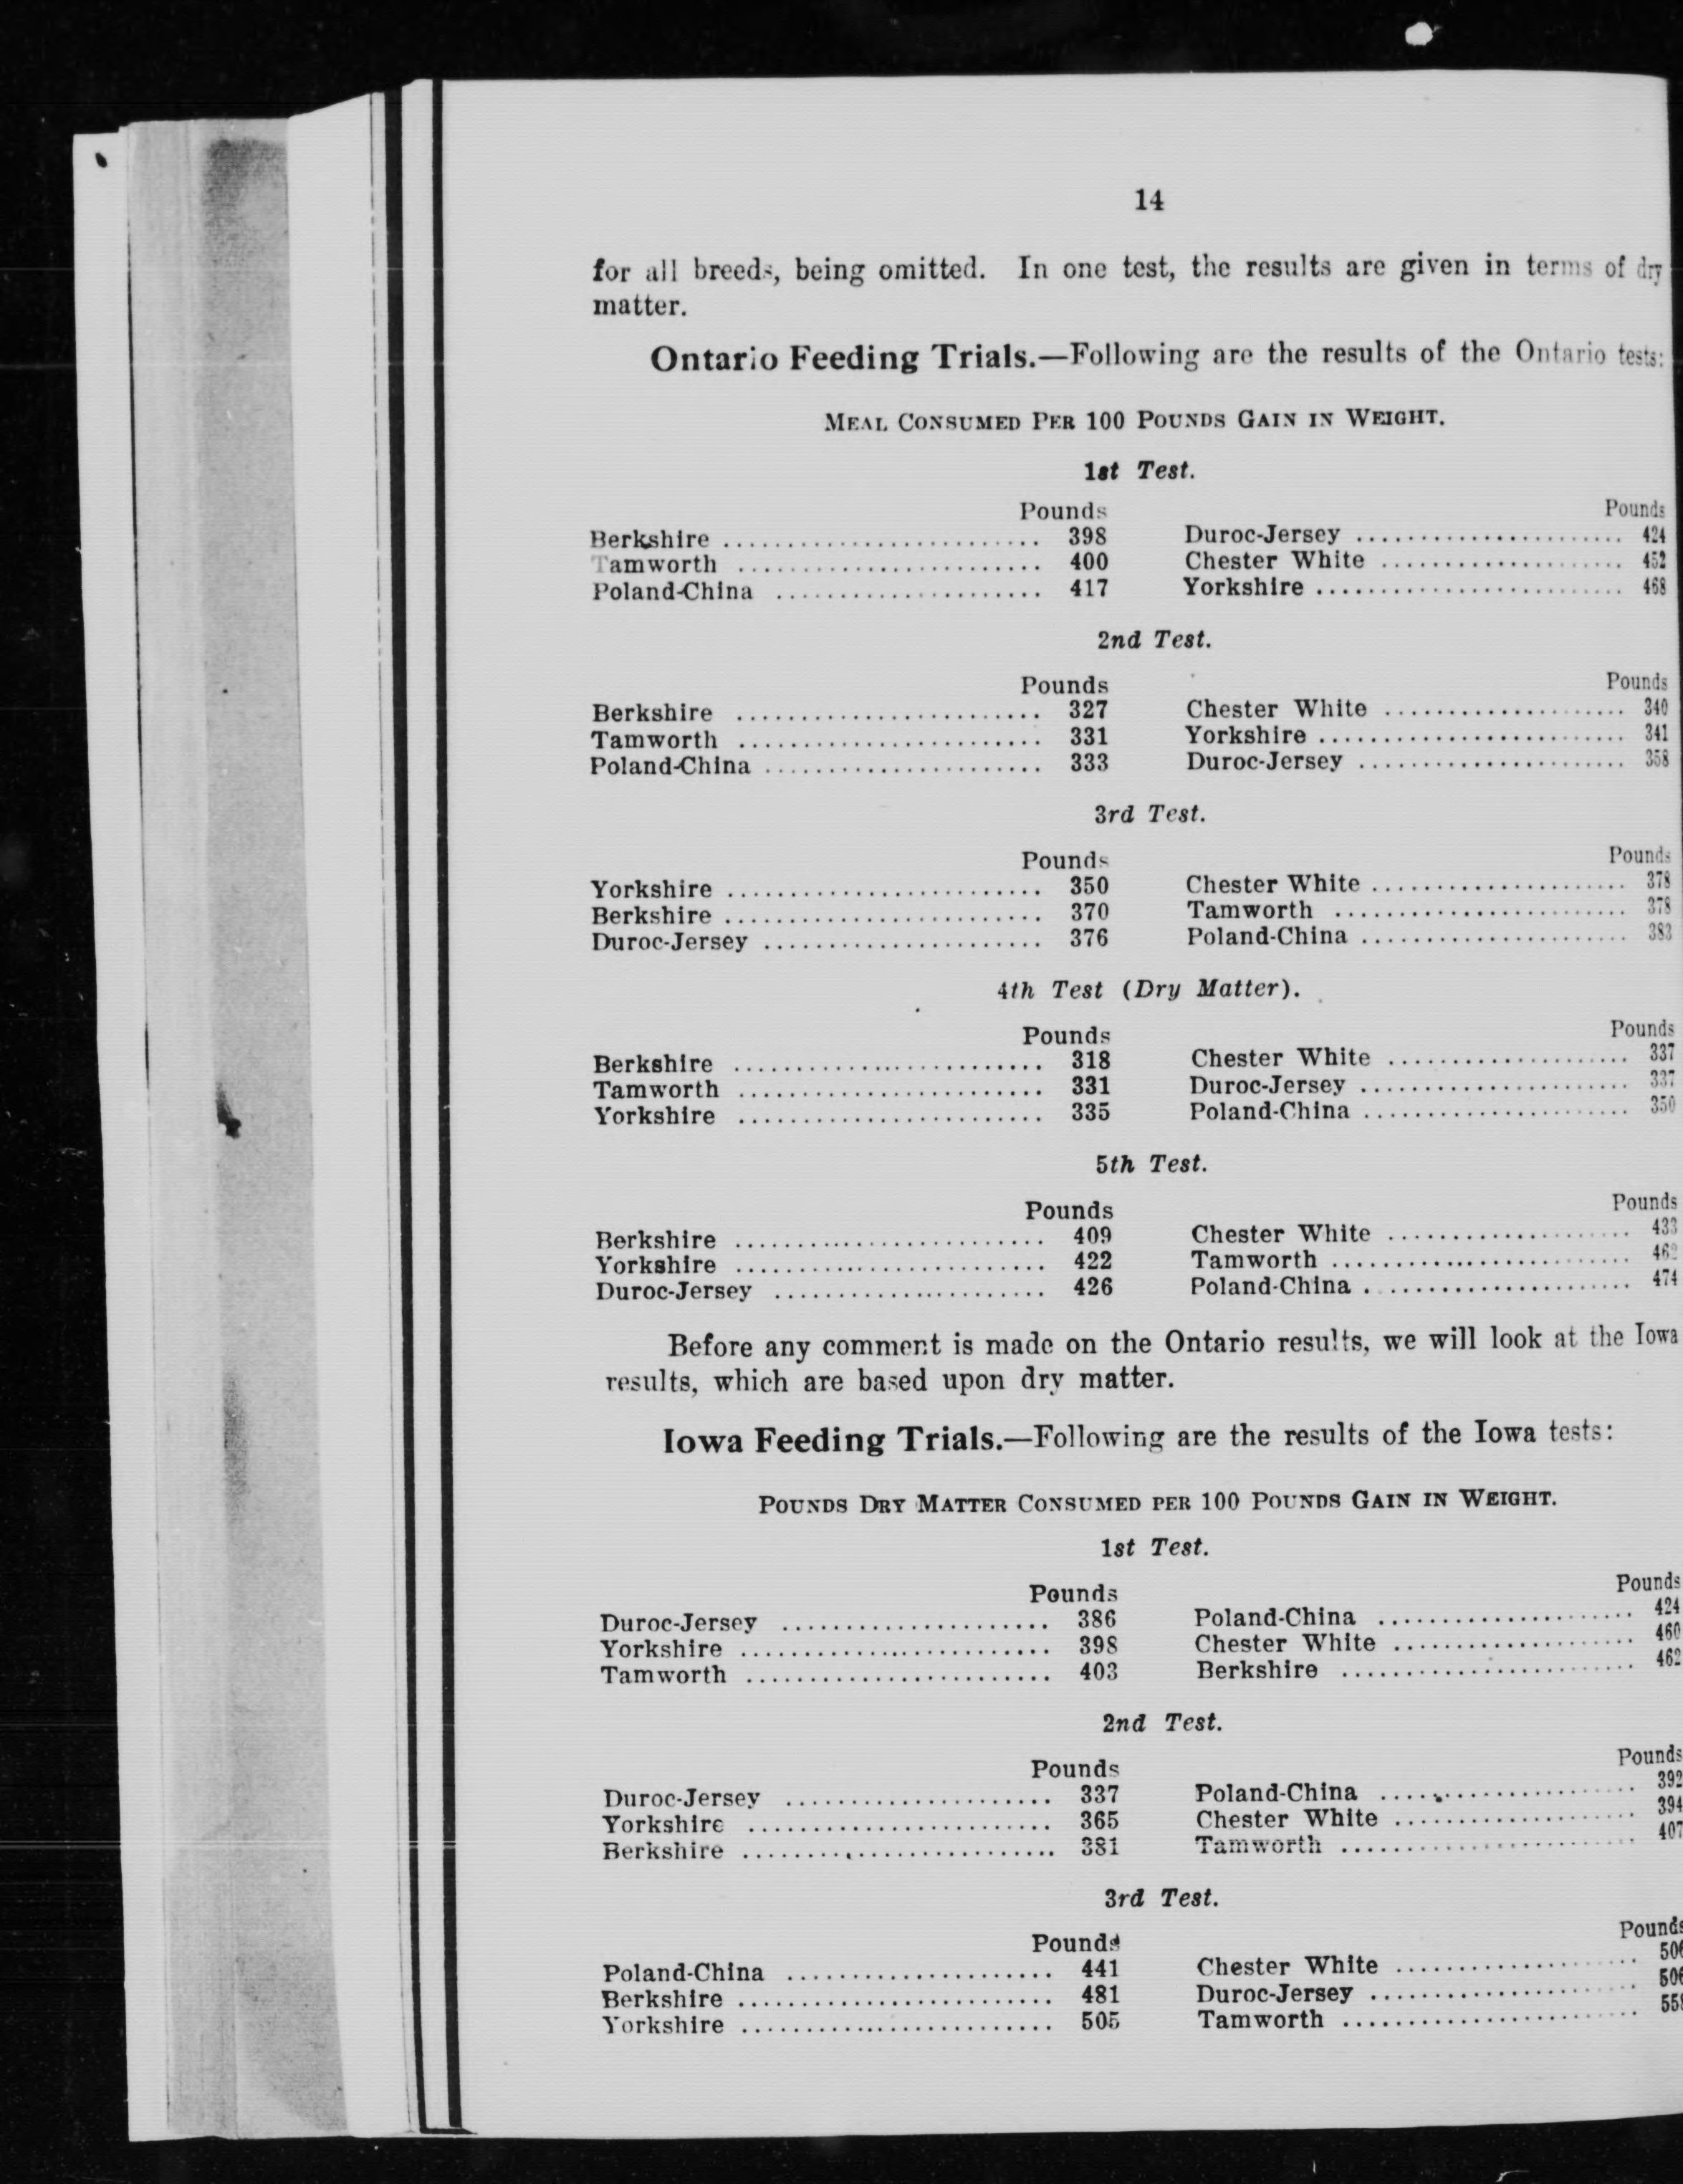 14
for all breeds, being omitted. In one test, the results are given in terms of dry
matter.
Ontario Feeding Trials.—Following are the results of the Ontario tests:
MEAL CONSUMED PER 100 POUNDS GAIN IN WEIGHT.
1st Test.
Pounds Pounds
Berkshire .......................... 398 Duroc-Jersey ...................... 424
Tamworth ........................ 400 Chester White .................... 452
Poland-China ..................... 417 Yorkshire ......................... 468
2nd Test.
Pounds Pounds
Berkshire ........................ 327 Chester White .................... 340
Tamworth ........................ 331 Yorkshire ......................... 341
Poland-China ...................... 333 Duroc-Jersey ...................... 358
3rd Test.
Pounds Pounds
Yorkshire ......................... 350 Chester White ..................... 378
Berkshire ......................... 370 Tamworth ........................ 378
Duroc-Jersey ...................... 376 Poland-China ...................... 383
4th Test (Dry Matter).
Pounds Pounds
Berkshire ......................... 318 Chester White .................... 337
Tamworth ........................ 331 Duroc-Jersey ...................... 337
Yorkshire ........................ 335 Poland-China ...................... 350
5th Test.
Pounds Pounds
Berkshire ......................... 409 Chester White .................... 433
Yorkshire ......................... 422 Tamworth ........................ 462
Duroc-Jersey ...................... 426 Poland-China ...................... 474
Before any comment is made on the Ontario results, we will look at the Iowa
results, which are based upon dry matter.
Iowa Feeding Trials.—Following are the results of the Iowa tests:
POUNDS DRY MATTER CONSUMED PER 100 POUNDS GAIN IN WEIGHT.
1st Test.
Pounds Pounds
Duroc-Jersey ..................... 386 Poland-China .................... 424
Yorkshire ......................... 398 Chester White ................... 460
Tamworth ........................ 403 Berkshire ....................... 462
2nd Test.
Pounds Pounds
Duroc-Jersey ..................... 337 Poland-China .................... 392
Yorkshire ........................ 365 Chester White ................... 394
Berkshire ......................... 381 Tamworth ........................ 407
3rd Test.
Pounds Pounds
Poland-China ..................... 441 Chester White ...................
Berkshire ......................... 481 Duroc-Jersey .....................
Yorkshire ......................... 505 Tamworth ........................